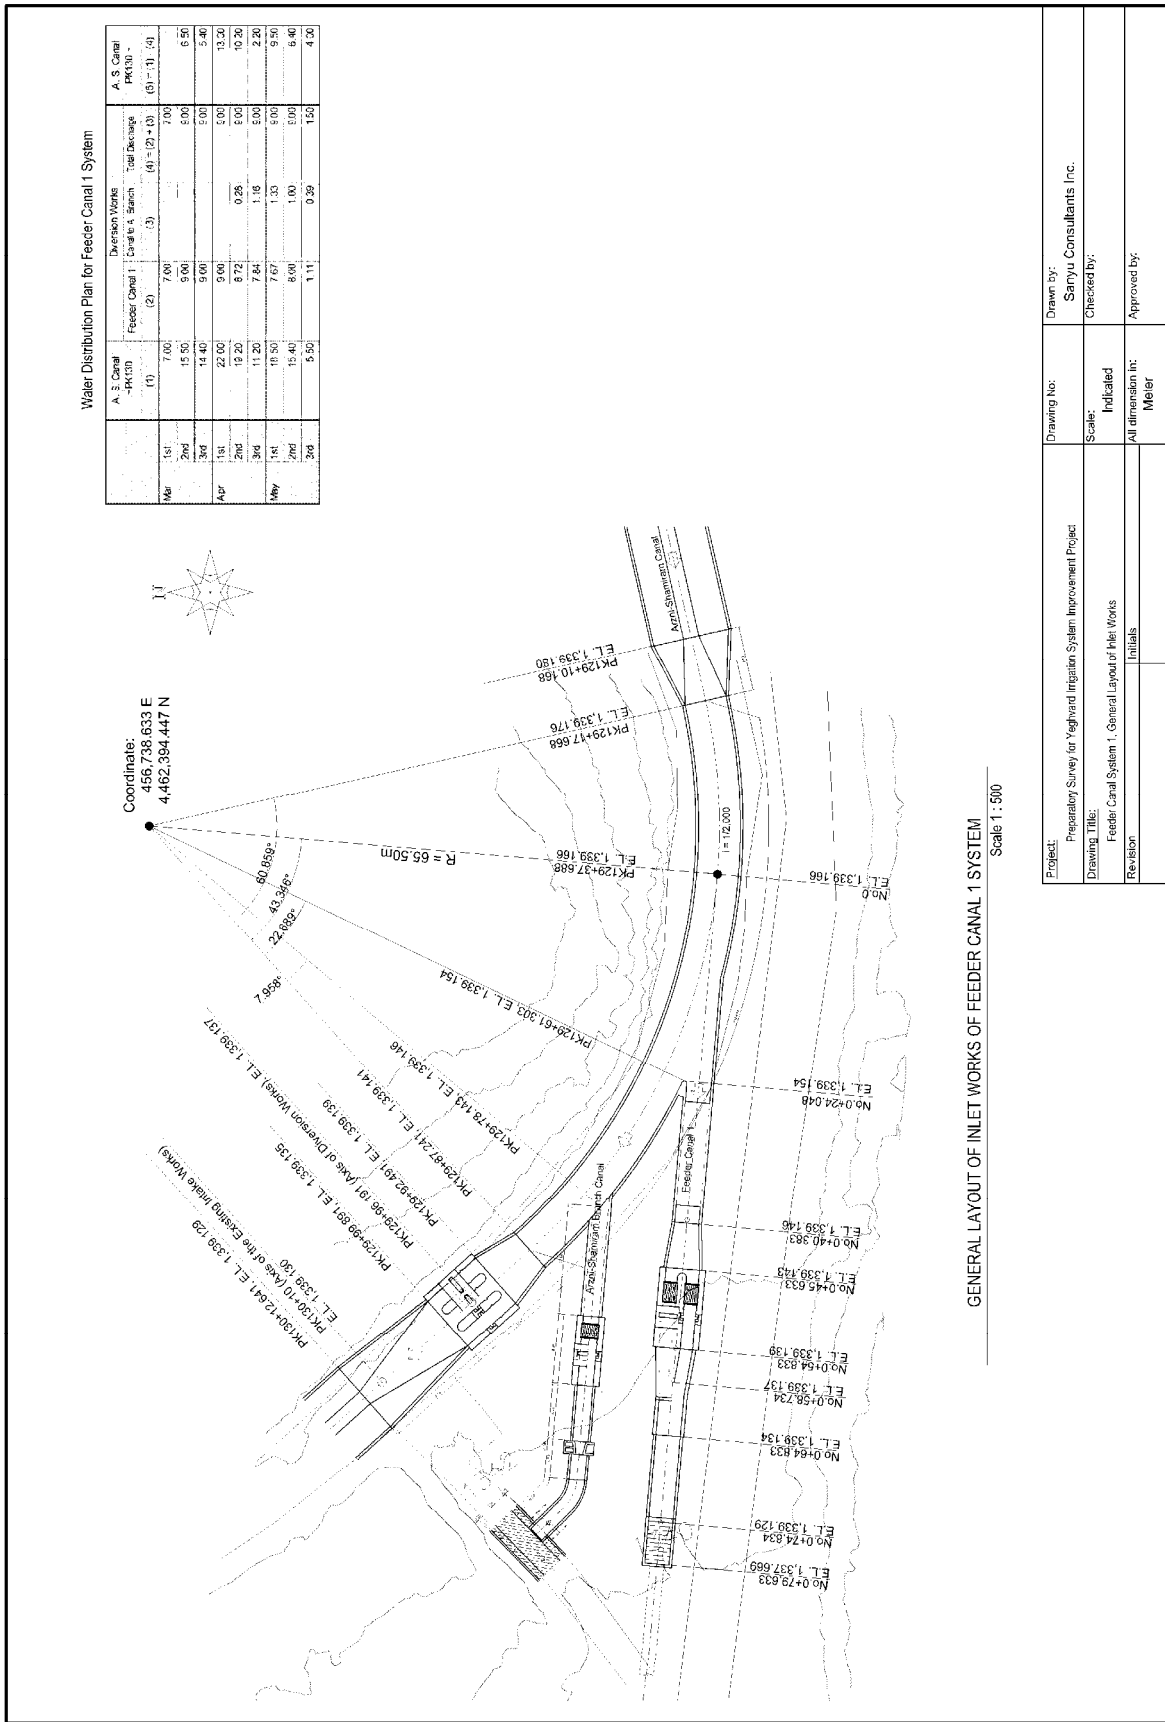 Water Distribution Plan for Feeder Canal 1 System
A. S. Canal ~PK130 Diversion Works A. S. Canal PK130 ~
Feeder Canal 1 Canal to A. Branch Total Discharge
(1) (2) (3) (4) = (2) + (3) (5) = (1) - (4)
Mar 1st 7.00 7.00 7.00
2nd 15.50 9.00 9.00 6.50
3rd 14.40 9.00 9.00 5.40
Apr 1st 22.00 9.00 9.00 13.00
2nd 19.20 8.72 0.28 9.00 10.20
3rd 11.20 7.84 1.16 9.00 2.20
May 1st 18.50 7.67 1.33 9.00 9.50
2nd 15.40 8.00 1.00 9.00 6.40
3rd 5.50 1.11 0.39 1.50 4.00
N
Coordinate:
456,738.633 E
4,462,394.447 N
60.859°
43.346°
22.689°
7.958°
R = 65.50m
PK130+12.641, E.L. 1,339.129
PK130+10 (Axis of the Existing Intake Works)
E.L. 1,339.130
PK129+99.891, E.L. 1,339.135
PK129+96.191 (Axis of Diversion Works), E.L. 1,339.137
PK129+92.491, E.L. 1,339.139
PK129+87.241, E.L. 1,339.141
PK129+78.143, E.L. 1,339.146
PK129+61.303, E.L. 1,339.154
PK129+37.688
E.L. 1,339.166
PK129+17.668
E.L. 1,339.176
PK129+10.168
E.L. 1,339.180
Arzni-Shamiram Canal
i = 1/2,000
Arzni-Shamiram Branch Canal
Feeder Canal 1
No.0+79.633
E.L. 1,337.669
No.0+74.834
E.L. 1,339.129
No.0+64.833
E.L. 1,339.134
No.0+58.734
E.L. 1,339.137
No.0+54.833
E.L. 1,339.139
No.0+45.633
E.L. 1,339.143
No.0+40.383
E.L. 1,339.146
No.0+24.048
E.L. 1,339.154
No.0
E.L. 1,339.166
GENERAL LAYOUT OF INLET WORKS OF FEEDER CANAL 1 SYSTEM
Scale 1 : 500
Project:
Preparatory Survey for Yeghvard Irrigation System Improvement Project
Drawing Title:
Feeder Canal System 1, General Layout of Inlet Works
Revision
Initials
Drawing No:
Scale:
Indicated
All dimension in:
Meter
Drawn by:
Sanyu Consultants Inc.
Checked by:
Approved by: